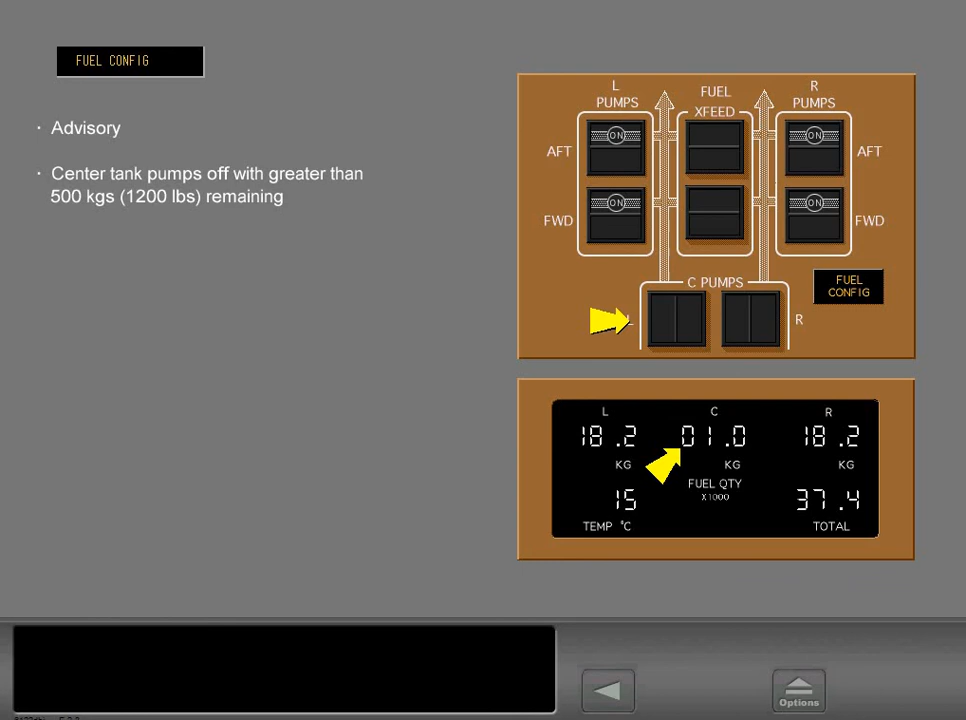 FUEL CONFIG
· Advisory
· Center tank pumps off with greater than
500 kgs (1200 lbs) remaining
L
PUMPS
FUEL
XFEED
R
PUMPS
AFT
ON
ON
AFT
FWD
ON
ON
FWD
C PUMPS
FUEL
CONFIG
R
L
C
R
18.2
01.0
18.2
KG
KG
KG
FUEL QTY
X1000
15
37.4
TEMP °C
TOTAL
Options